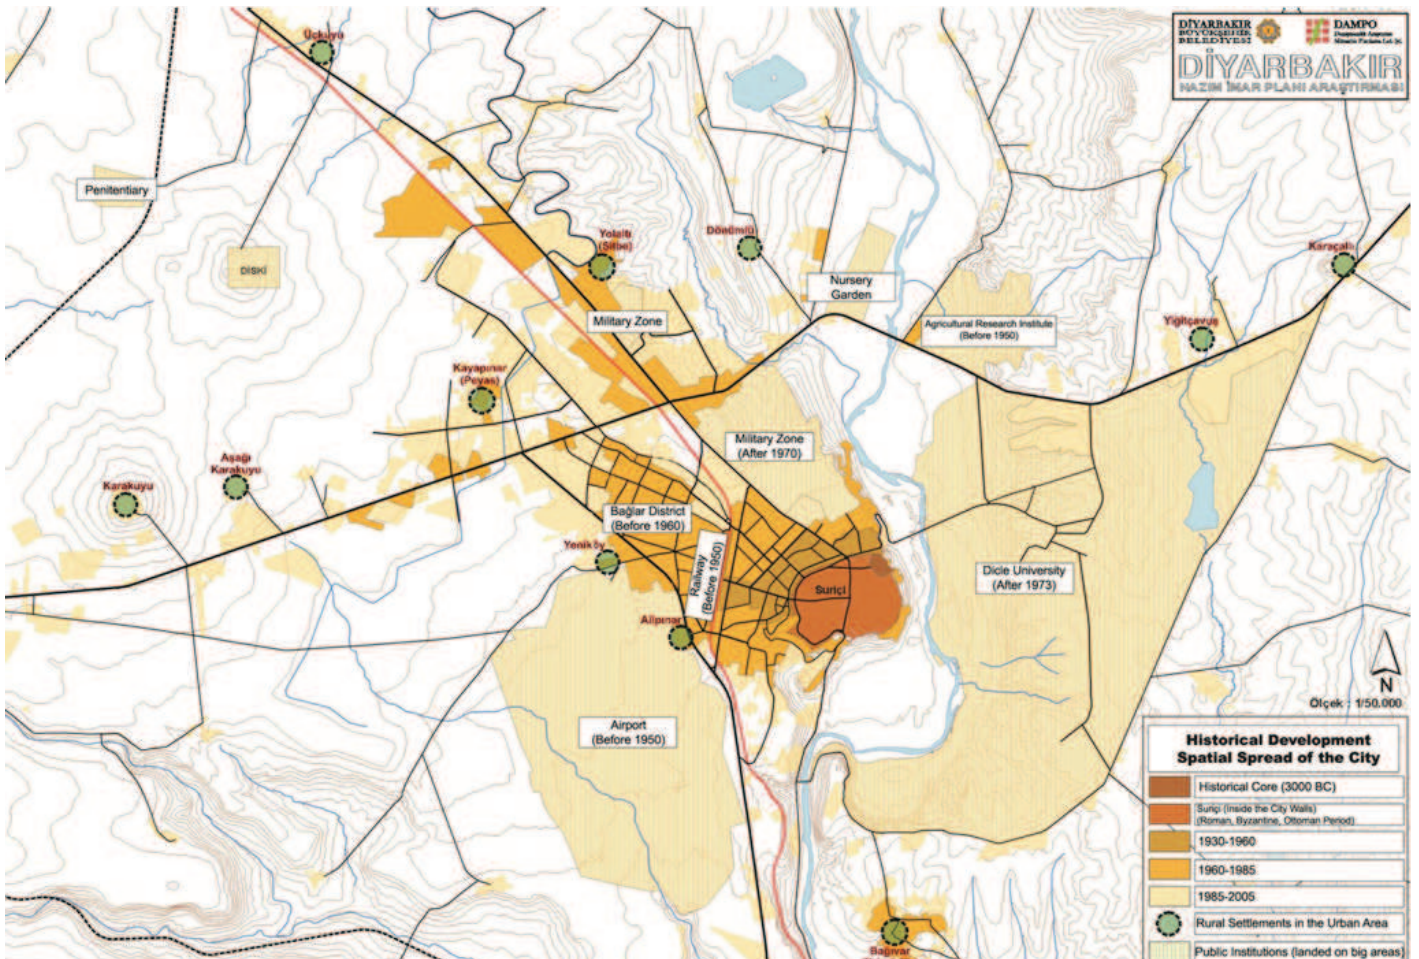 DİYARBAKIR
BÜYÜKŞEHİR
BELEDİYESİ
DAMPO
DİYARBAKIR
NAZIM İMAR PLANI ARAŞTIRMASI
Üçkuyu
Penitentiary
DİSKİ
Yolaltı
(Silbe)
Dönümlü
Karaçalı
Nursery
Garden
Military Zone
Agricultural Research Institute
(Before 1950)
Yiğitçavuş
Kayapınar
(Peyas)
Military Zone
(After 1970)
Aşağı
Karakuyu
Karakuyu
Bağlar District
(Before 1960)
Yeniköy
Railway
(Before 1950)
Suriçi
Dicle University
(After 1973)
Alipınar
Airport
(Before 1950)
N
Ölçek : 1/50.000
Historical Development
Spatial Spread of the City
Historical Core (3000 BC)
Suriçi (Inside the City Walls)
(Roman, Byzantine, Ottoman Period)
1930-1960
1960-1985
1985-2005
Rural Settlements in the Urban Area
Public Institutions (landed on big areas)
Bağıvar